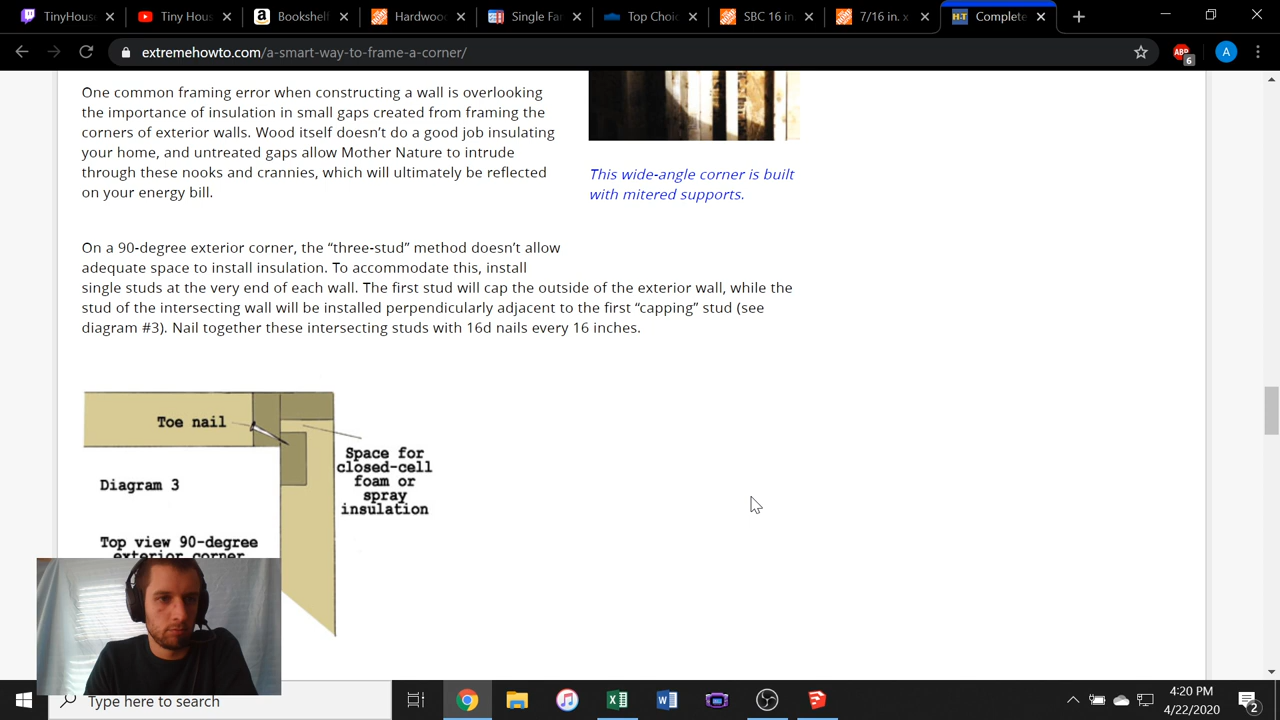 TinyHous
Tiny Hous
Bookshelf
Hardwoo
Single Far
Top Choic
SBC 16 in
7/16 in. x
Complete
extremehowto.com/a-smart-way-to-frame-a-corner/
ABP
6
A
One common framing error when constructing a wall is overlooking
the importance of insulation in small gaps created from framing the
corners of exterior walls. Wood itself doesn’t do a good job insulating
your home, and untreated gaps allow Mother Nature to intrude
through these nooks and crannies, which will ultimately be reflected
on your energy bill.
This wide-angle corner is built
with mitered supports.
On a 90-degree exterior corner, the “three-stud” method doesn’t allow
adequate space to install insulation. To accommodate this, install
single studs at the very end of each wall. The first stud will cap the outside of the exterior wall, while the
stud of the intersecting wall will be installed perpendicularly adjacent to the first “capping” stud (see
diagram #3). Nail together these intersecting studs with 16d nails every 16 inches.
Toe nail
Space for
closed-cell
foam or
spray
insulation
Diagram 3
Top view 90-degree
exterior corner
Type here to search
4:20 PM
4/22/2020
2